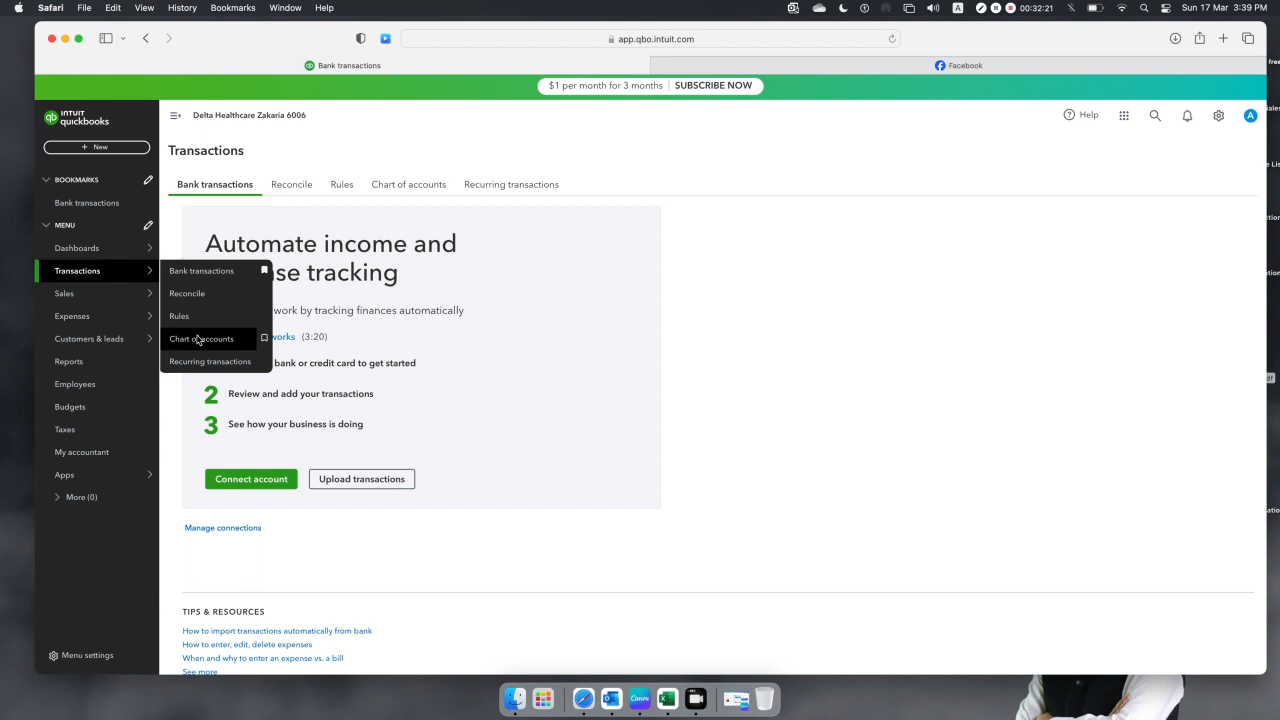 Safari File Edit View History Bookmarks Window Help
A 00:33:21 Sun 17 Mar 3:39 PM
app.qbo.intuit.com
qb Bank transactions
Facebook
$1 per month for 3 months | SUBSCRIBE NOW
qb INTUIT
quickbooks
Delta Healthcare Zakaria 6006
? Help
A
+ New
Transactions
BOOKMARKS
Bank transactions Reconcile Rules Chart of accounts Recurring transactions
Bank transactions
MENU
Dashboards
Transactions
Sales
Expenses
Customers & leads
Reports
Employees
Budgets
Taxes
My accountant
Apps
More (0)
Menu settings
Bank transactions
Reconcile
Rules
Chart of accounts
Recurring transactions
Automate income and
se tracking
work by tracking finances automatically
works (3:20)
bank or credit card to get started
2 Review and add your transactions
3 See how your business is doing
Connect account
Upload transactions
Manage connections
TIPS & RESOURCES
How to import transactions automatically from bank
How to enter, edit, delete expenses
When and why to enter an expense vs. a bill
See more
Canva